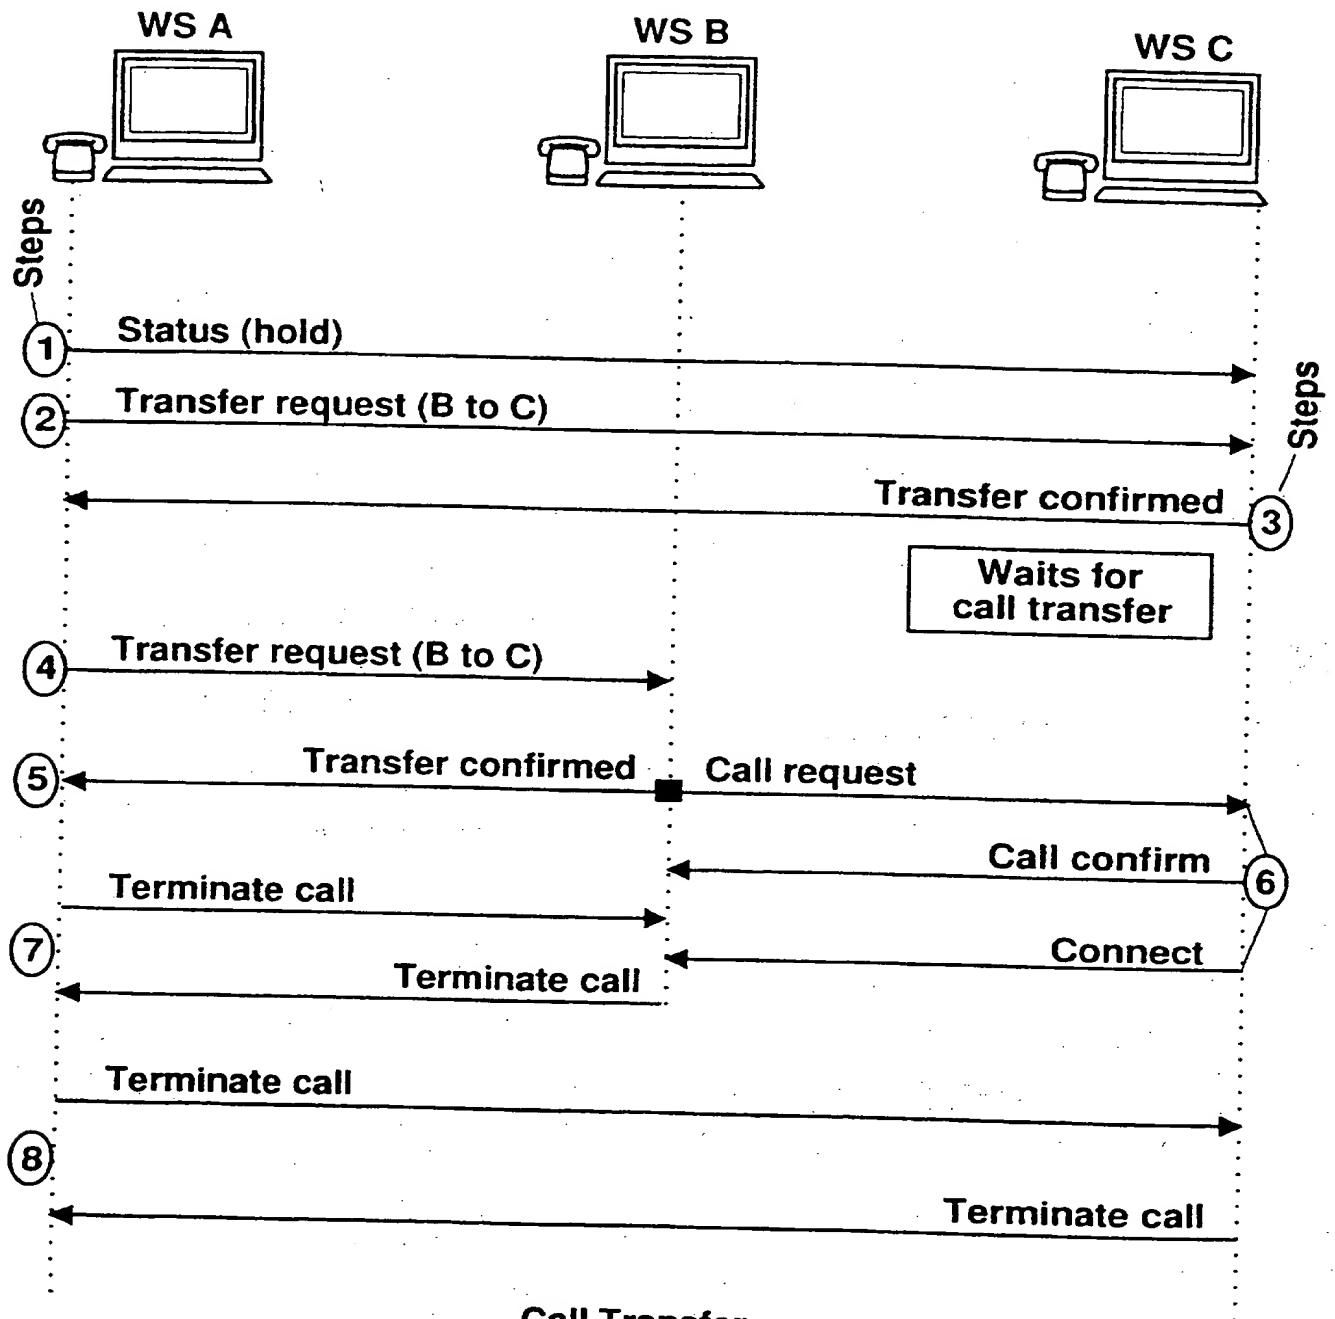 WS A
WS B
WS C
Steps
1
Status (hold)
2
Transfer request (B to C)
Steps
Transfer confirmed
3
Waits for
call transfer
4
Transfer request (B to C)
5
Transfer confirmed
Call request
Call confirm
6
Terminate call
7
Connect
Terminate call
Terminate call
8
Terminate call
Call Transfer